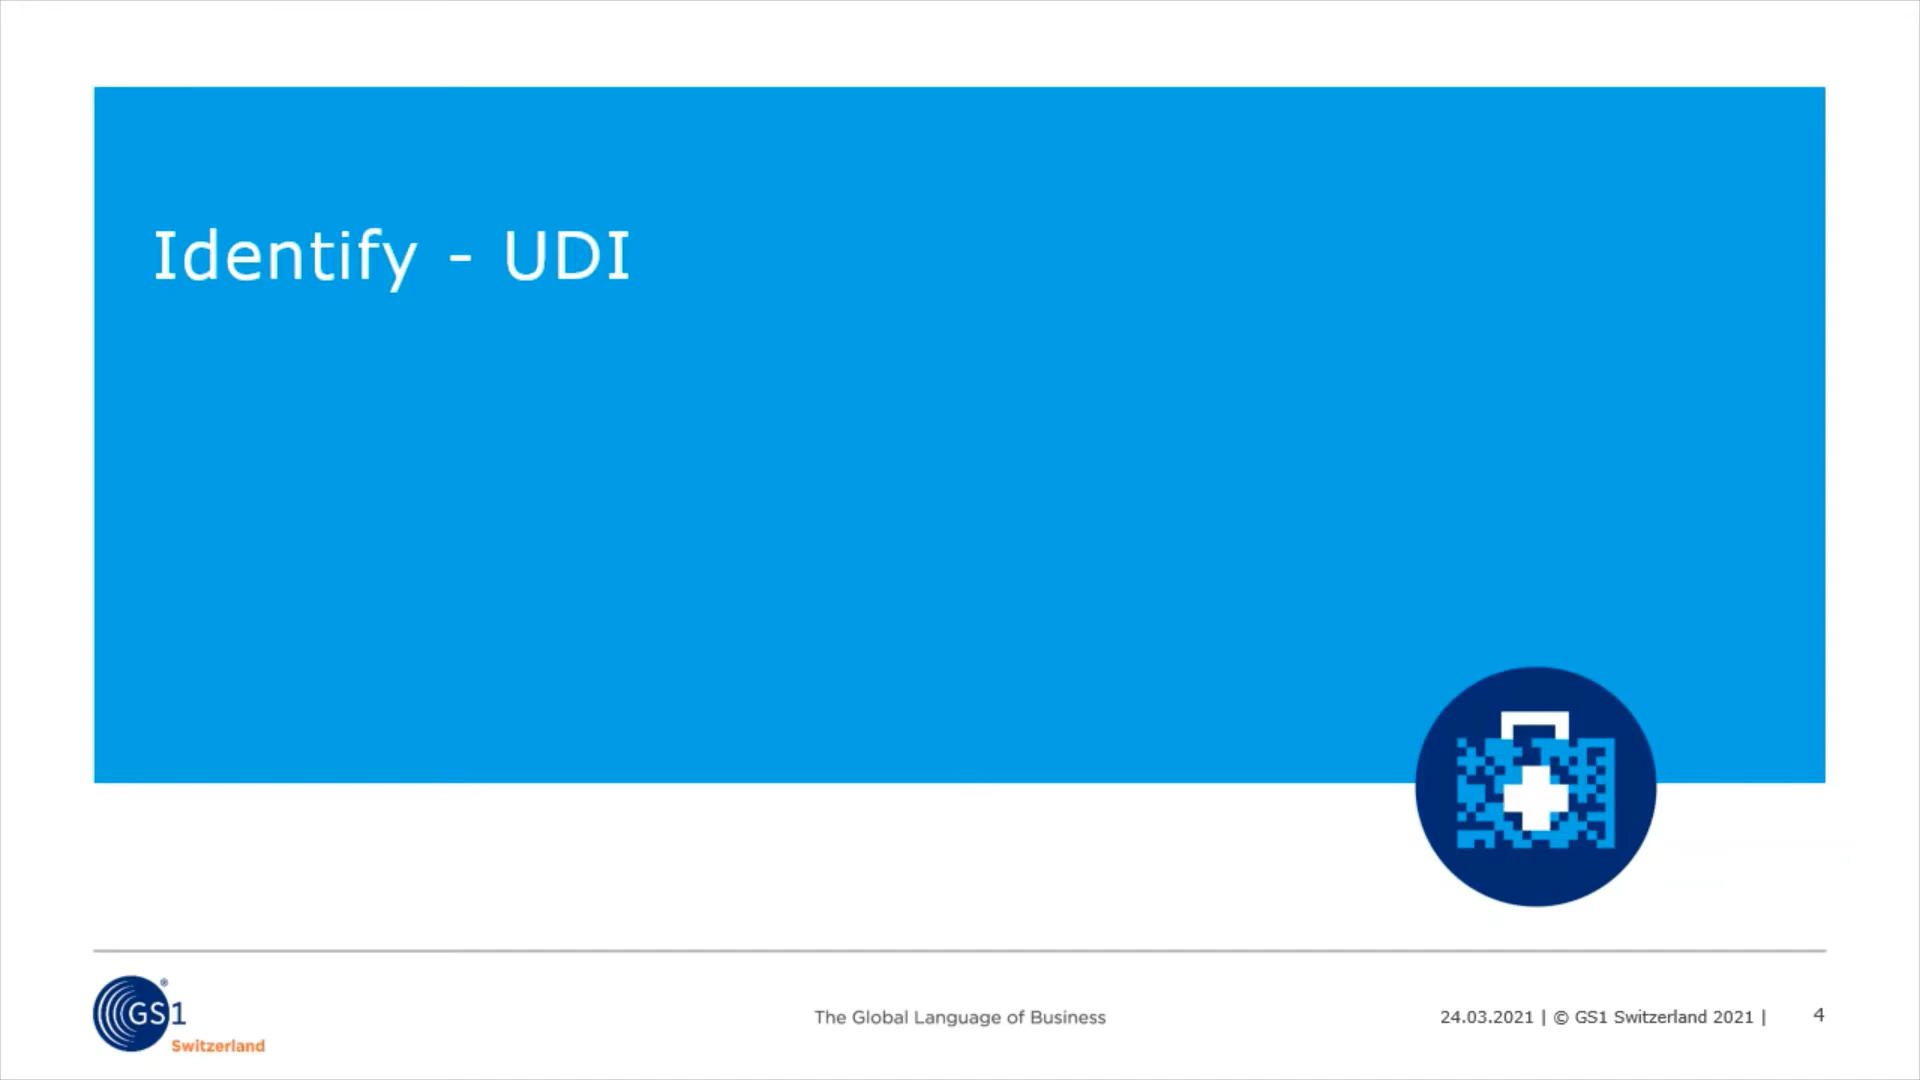 Identify - UDI
GS1
®
Switzerland
The Global Language of Business
24.03.2021 | © GS1 Switzerland 2021 |
4